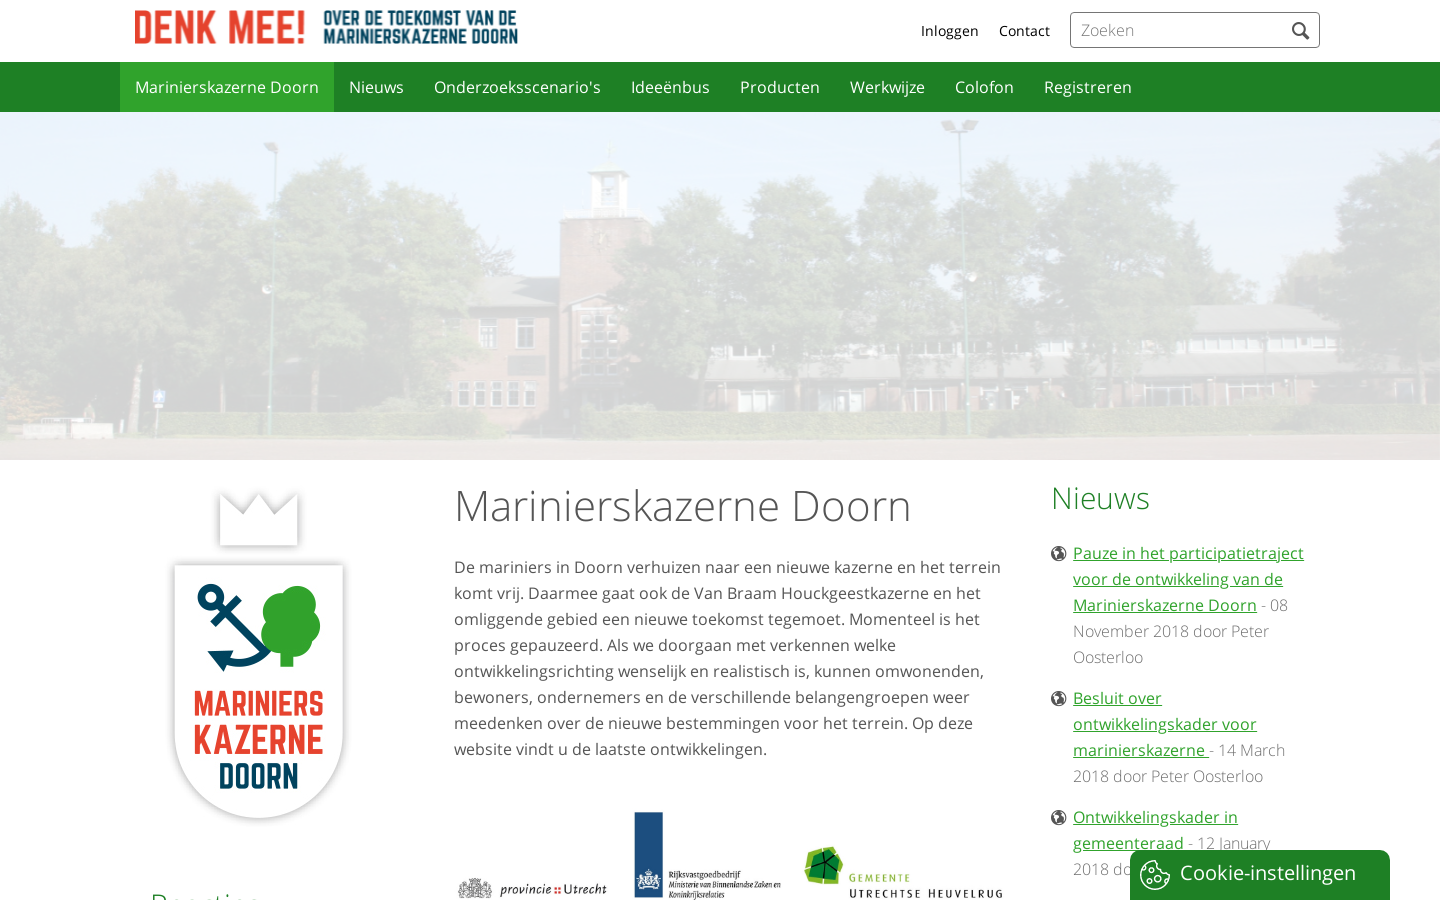 DENK MEE! OVER DE TOEKOMST VAN DE
MARINIERSKAZERNE DOORN
Inloggen Contact Zoeken
Marinierskazerne Doorn Nieuws Onderzoeksscenario's Ideeënbus Producten Werkwijze Colofon Registreren
MARINIERS
KAZERNE
DOORN
Marinierskazerne Doorn
De mariniers in Doorn verhuizen naar een nieuwe kazerne en het terrein
komt vrij. Daarmee gaat ook de Van Braam Houckgeestkazerne en het
omliggende gebied een nieuwe toekomst tegemoet. Momenteel is het
proces gepauzeerd. Als we doorgaan met verkennen welke
ontwikkelingsrichting wenselijk en realistisch is, kunnen omwonenden,
bewoners, ondernemers en de verschillende belangengroepen weer
meedenken over de nieuwe bestemmingen voor het terrein. Op deze
website vindt u de laatste ontwikkelingen.
provincie Utrecht
Rijksvastgoedbedrijf
Ministerie van Binnenlandse Zaken en
Koninkrijksrelaties
GEMEENTE
UTRECHTSE HEUVELRUG
Nieuws
Pauze in het participatietraject
voor de ontwikkeling van de
Marinierskazerne Doorn - 08
November 2018 door Peter
Oosterloo
Besluit over
ontwikkelingskader voor
marinierskazerne - 14 March
2018 door Peter Oosterloo
Ontwikkelingskader in
gemeenteraad - 12 January
2018
Cookie-instellingen